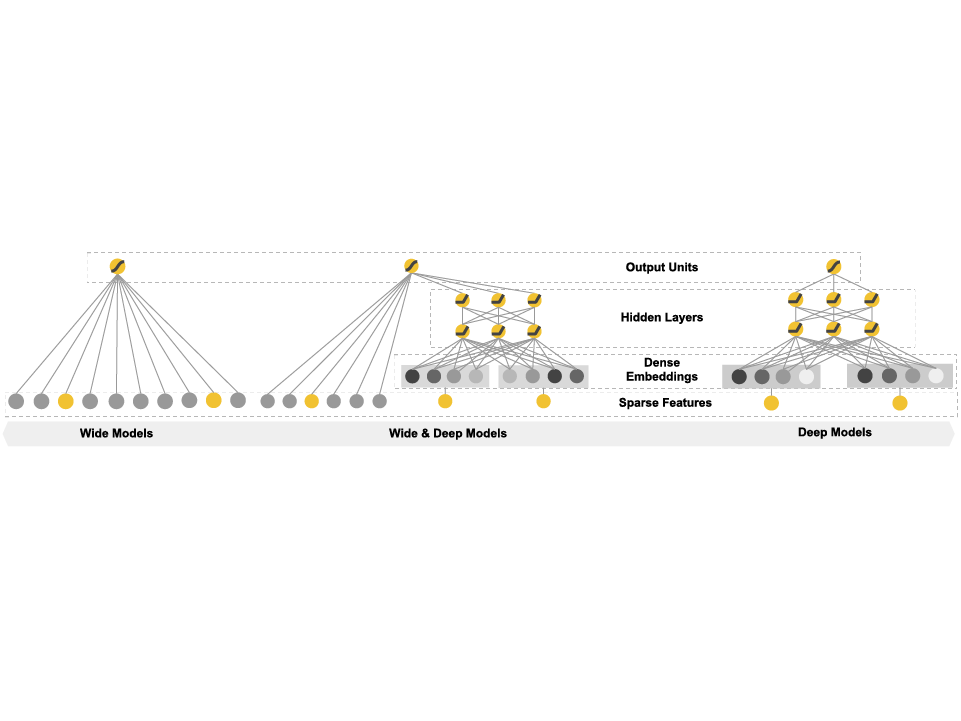 Output Units
Hidden Layers
Dense
Embeddings
Sparse Features
Wide Models
Wide & Deep Models
Deep Models